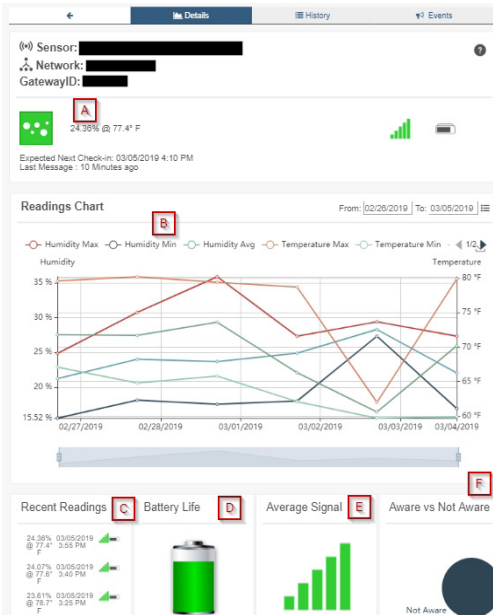 Details
History
Events
Sensor:
Network:
GatewayID:
A
24.36% @ 77.4° F
Expected Next Check-in: 03/05/2019 4:10 PM
Last Message : 10 Minutes ago
Readings Chart
From: 02/26/2019 To: 03/05/2019
B
Humidity Max Humidity Min Humidity Avg Temperature Max Temperature Min 1/2
Humidity Temperature
35 % 80 °F
30 % 75 °F
25 % 70 °F
20 % 65 °F
15.52 % 60 °F
02/27/2019 02/28/2019 03/01/2019 03/02/2019 03/03/2019 03/04/2019
F
Recent Readings C Battery Life D Average Signal E Aware vs Not Aware
24.36% 03/05/2019
@ 77.4° 3:55 PM
F
24.07% 03/05/2019
@ 77.6° 3:40 PM
F
23.61% 03/05/2019
@ 78.7° 3:25 PM
F
Not Aware